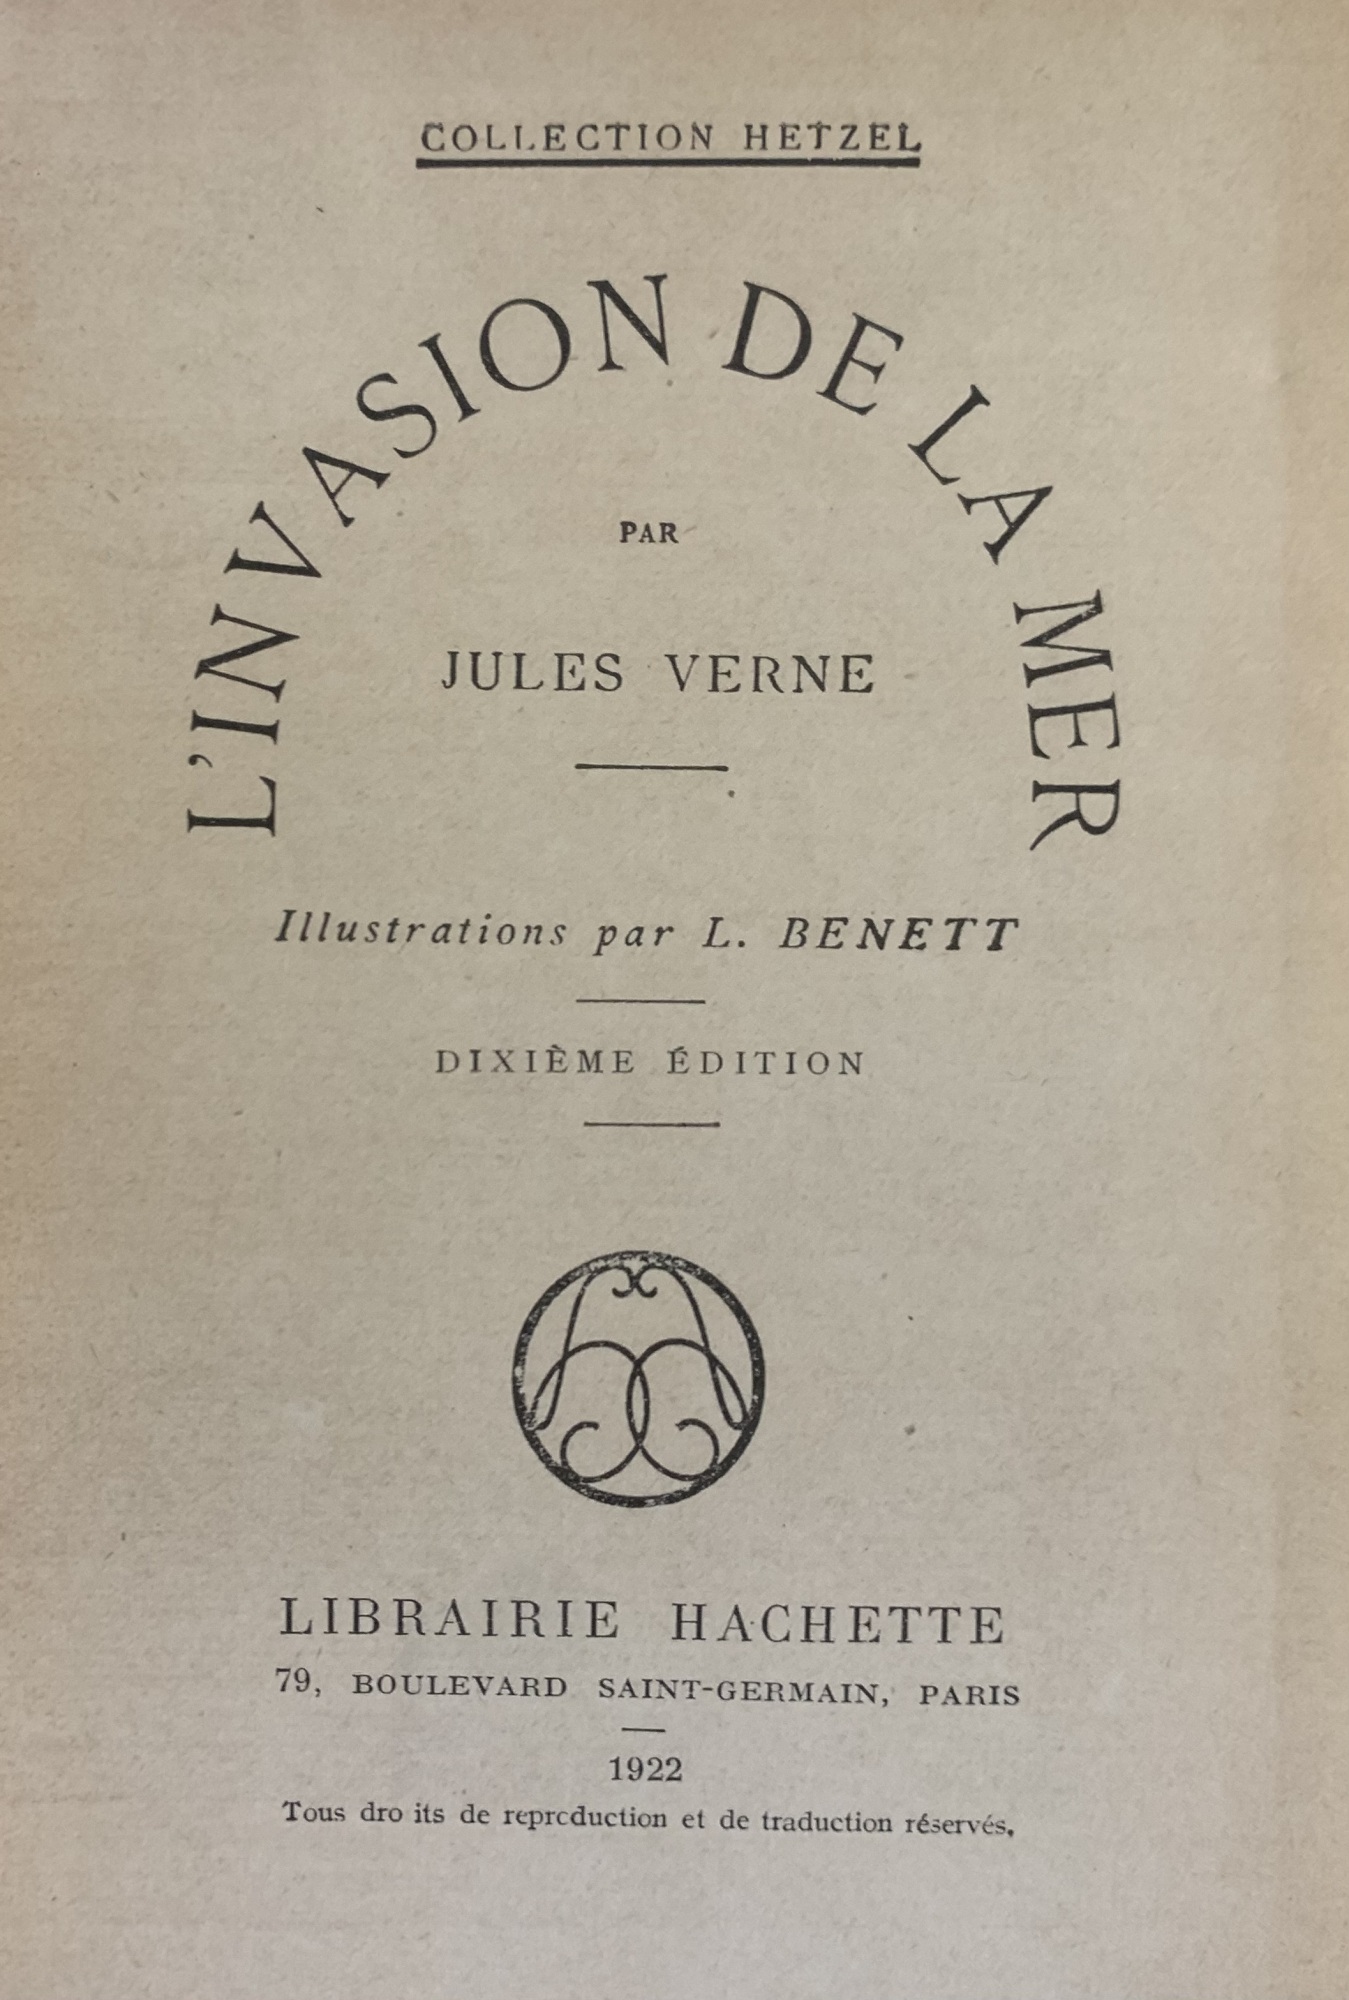 COLLECTION HETZEL
L'INVASION DE LA MER
PAR
JULES VERNE
Illustrations par L. BENETT
DIXIÈME ÉDITION
LIBRAIRIE HACHETTE
79, BOULEVARD SAINT-GERMAIN, PARIS
1922
Tous dro its de reproduction et de traduction réservés.